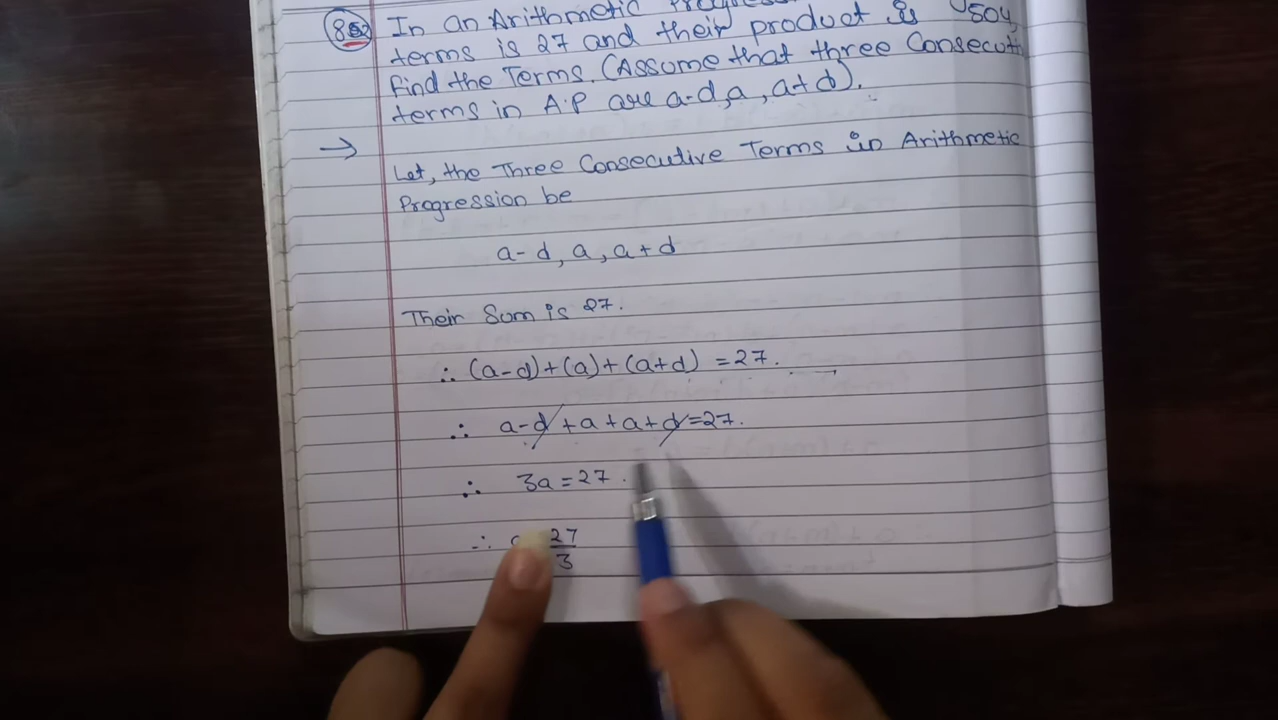 8 In an Arithmetic
terms is 27 and their product is 504,
find the Terms. (Assume that three
terms in A.P are a-d, a, a+d).
→ Let, the Three Consecutive Terms in Arithmetic
Progression be
a-d, a, a+d
Their Sum is 27.
∴ (a-d)+(a)+(a+d) = 27.
∴ a-d+a+a+d=27.
∴ 3a=27.
∴ 27
3